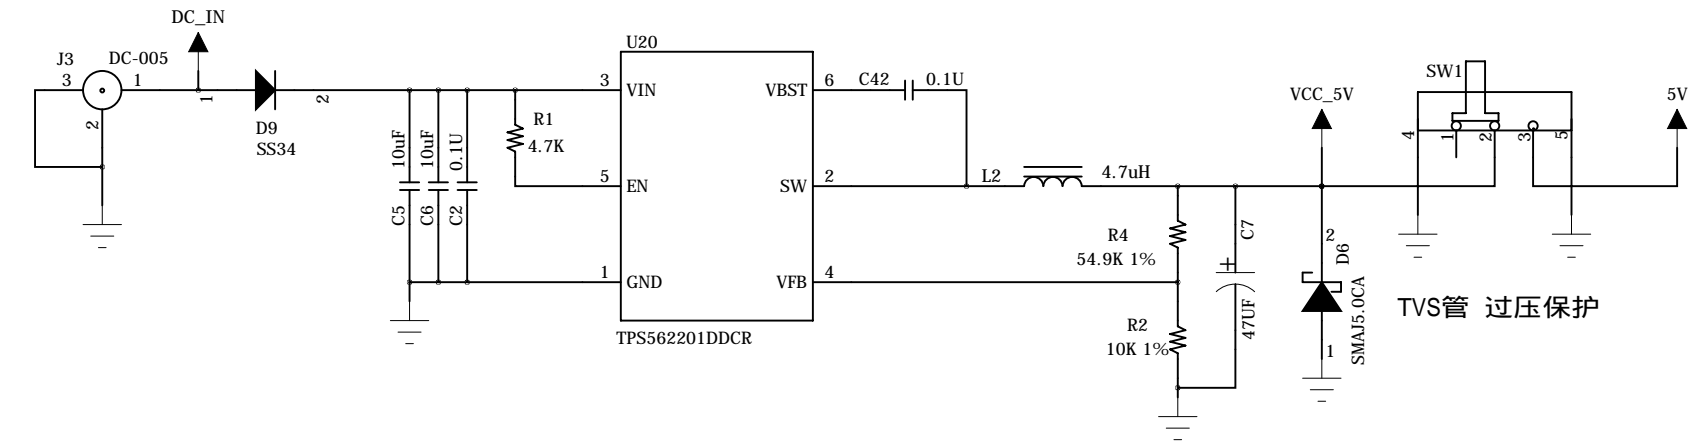 DC_IN
J3
DC-005
3
1
2
1
2
D9
SS34
10uF
10uF
0.1U
C5
C6
C2
R1
4.7K
U20
3
VIN
5
EN
1
GND
VBST
6
SW
2
VFB
4
TPS562201DDCR
C42
0.1U
L2
4.7uH
R4
54.9K 1%
R2
10K 1%
C7
+
47UF
VCC_5V
2
D6
SMAJ5.0CA
1
SW1
4
1
2
3
5
5V
TVS管 过压保护